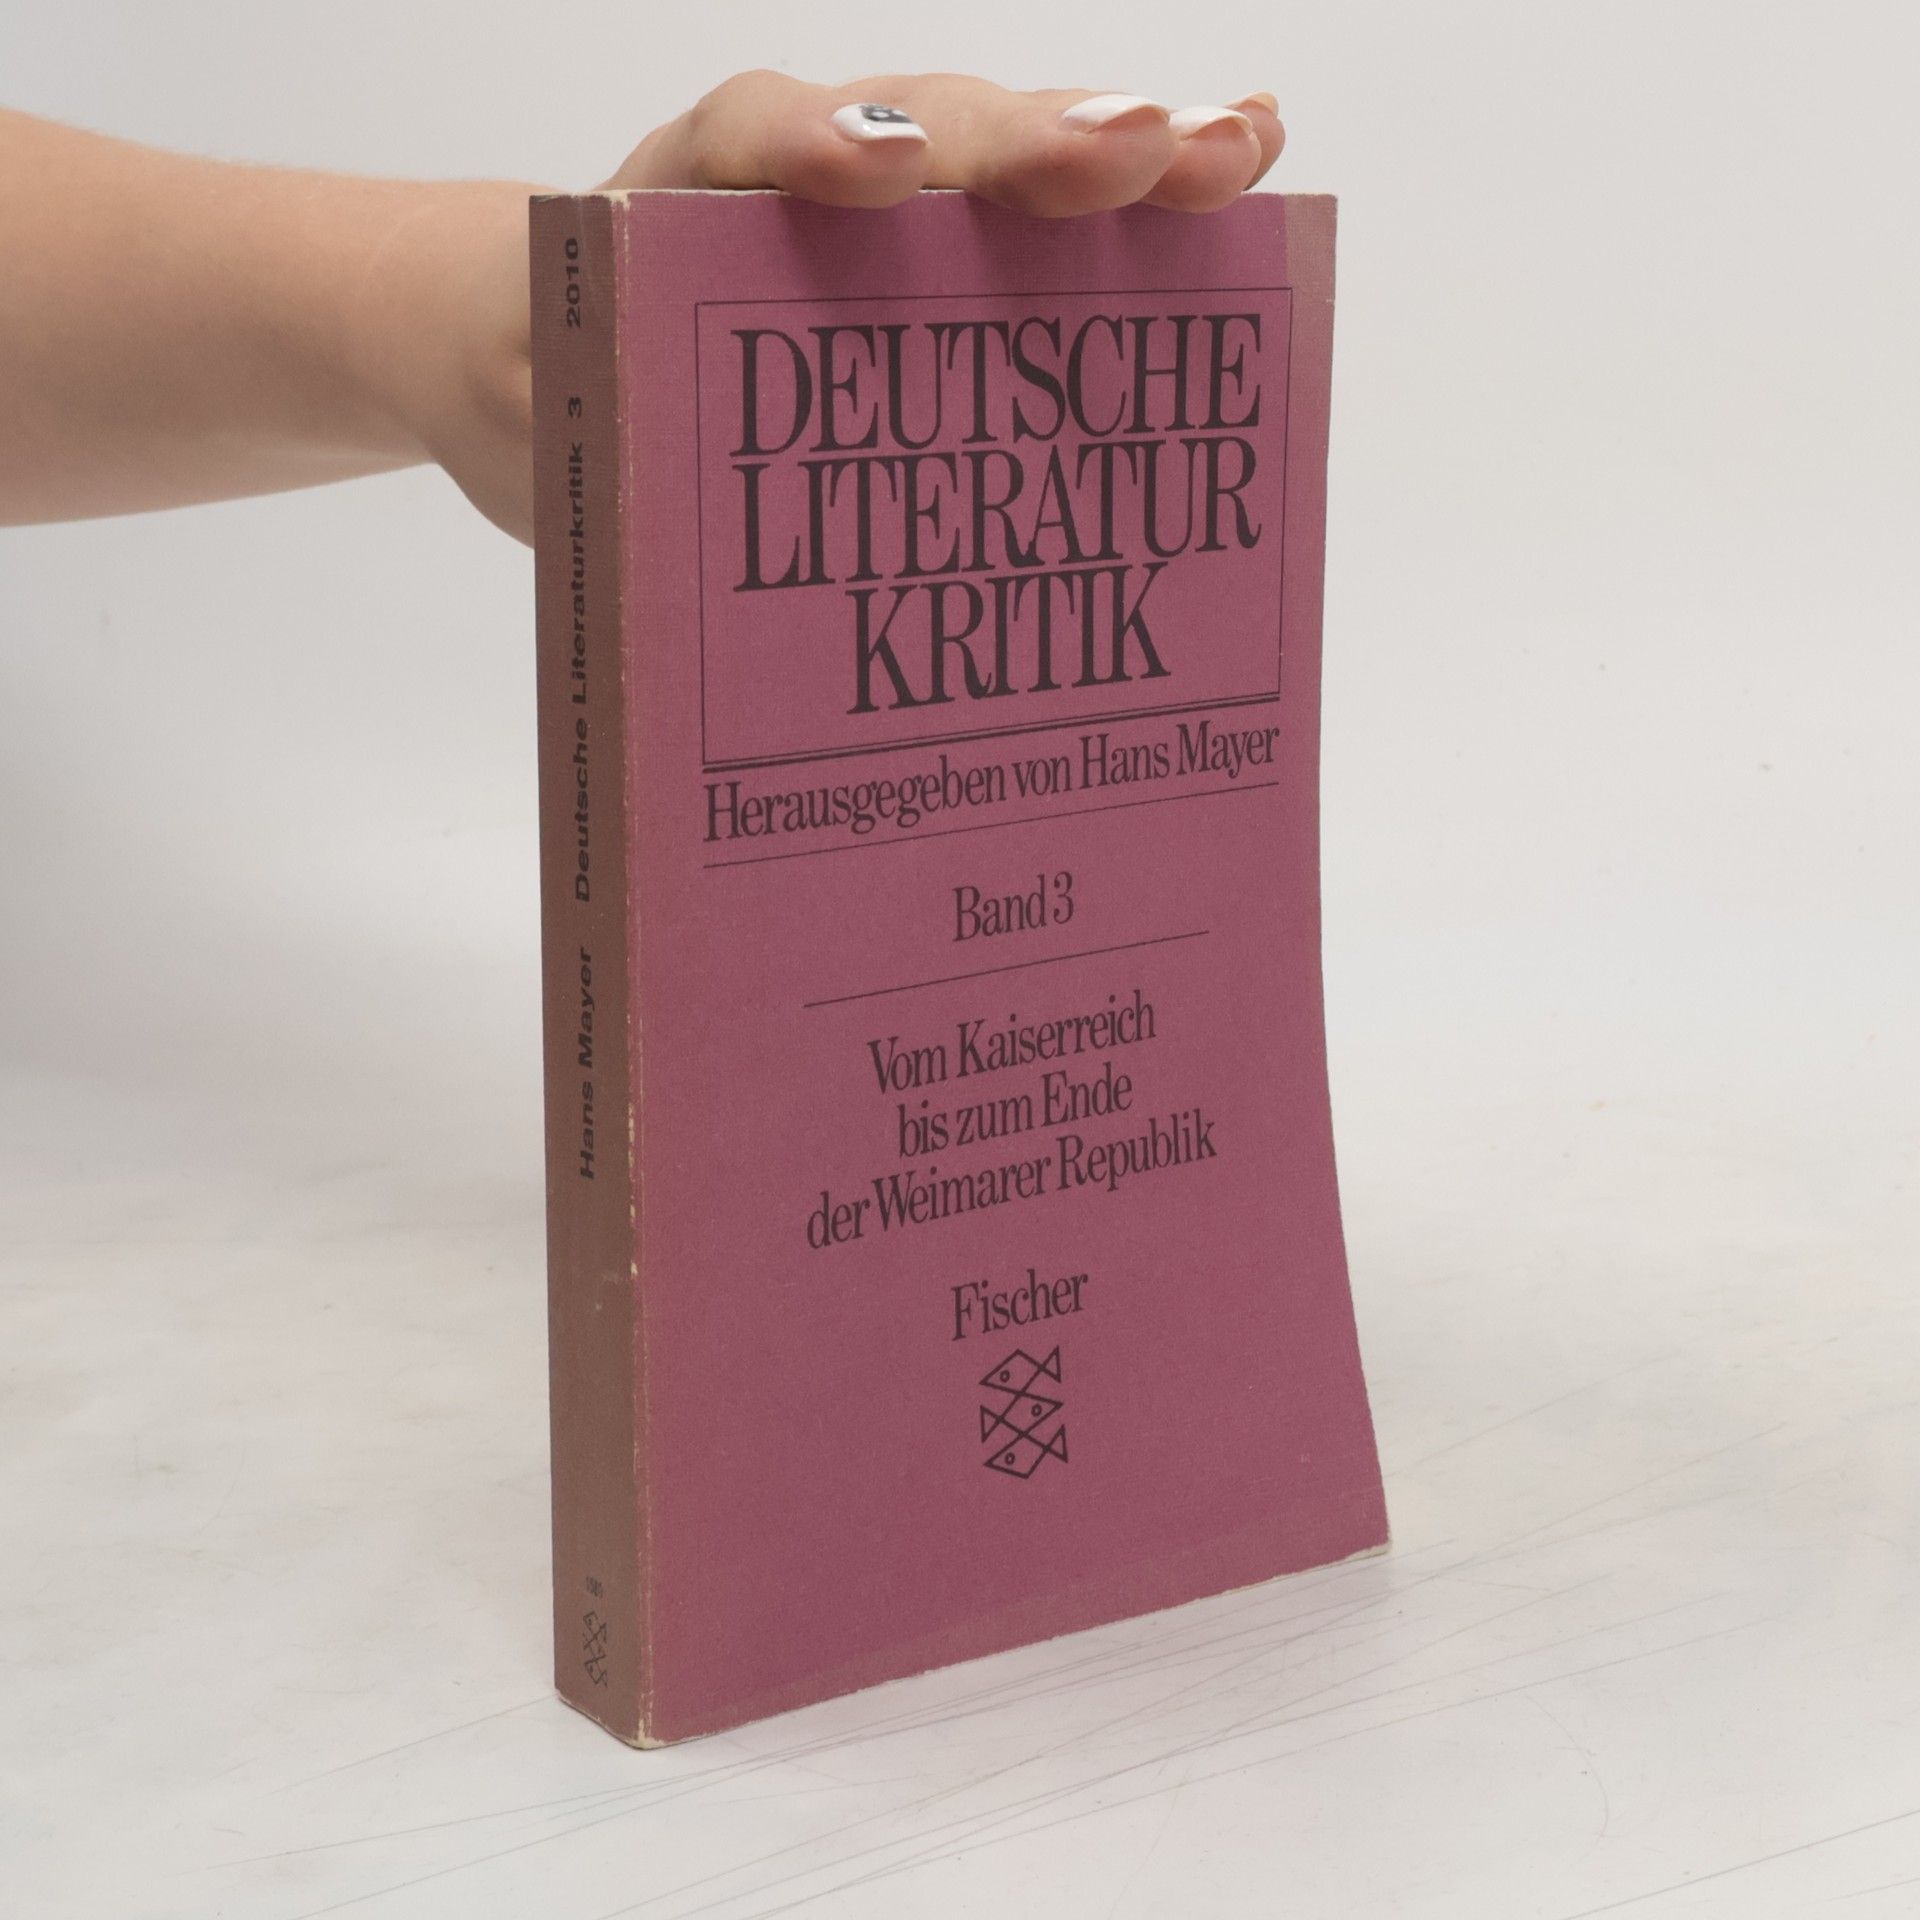 DEUTSCHE
LITERATUR
KRITIK
Herausgegeben von Hans Mayer
Band 3
Vom Kaiserreich
bis zum Ende
der Weimarer Republik
Fischer
Hans Mayer Deutsche Literaturkritik 3 2010